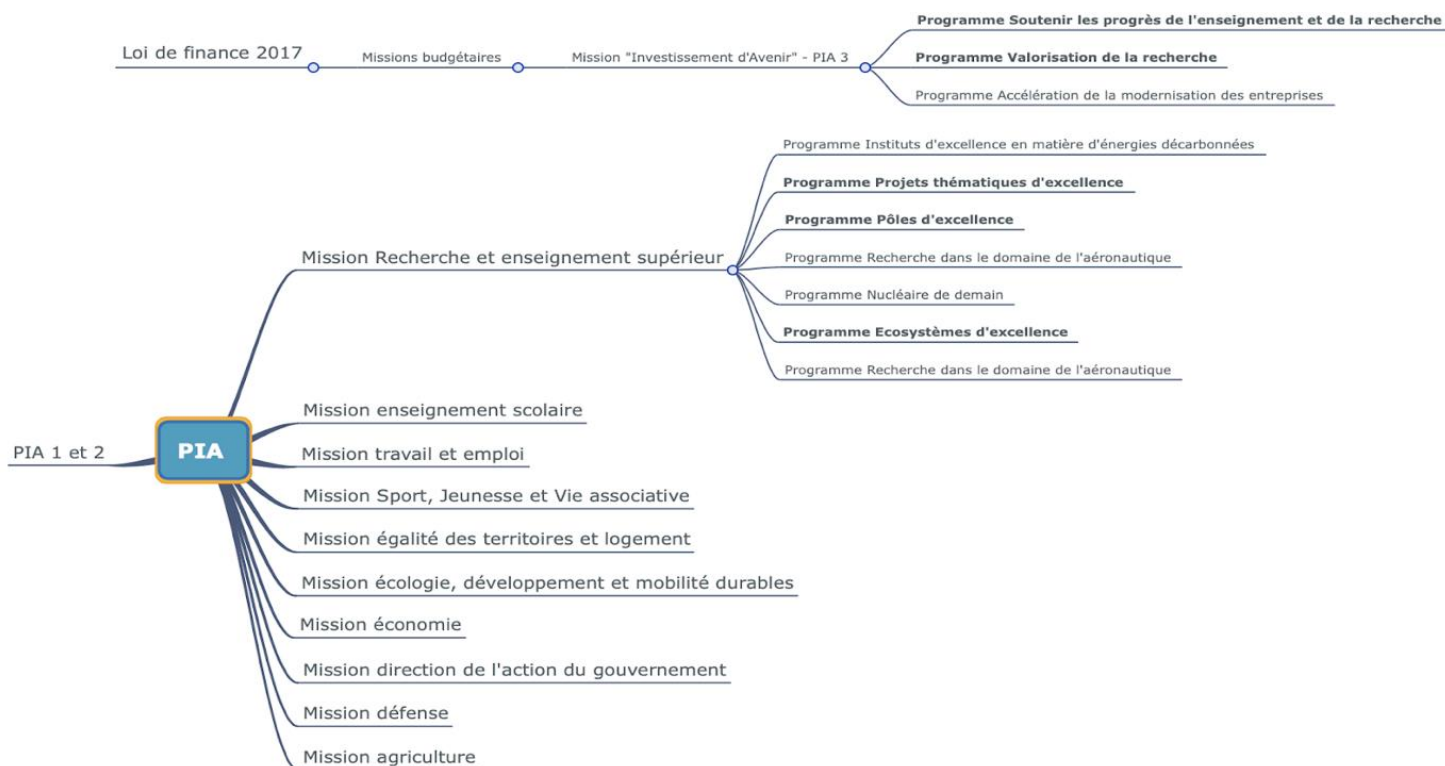 Loi de finance 2017
Missions budgétaires
Mission "Investissement d'Avenir" - PIA 3
Programme Soutenir les progrès de l'enseignement et de la recherche
Programme Valorisation de la recherche
Programme Accélération de la modernisation des entreprises
PIA 1 et 2
PIA
Mission Recherche et enseignement supérieur
Programme Instituts d'excellence en matière d'énergies décarbonnées
Programme Projets thématiques d'excellence
Programme Pôles d'excellence
Programme Recherche dans le domaine de l'aéronautique
Programme Nucléaire de demain
Programme Ecosystèmes d'excellence
Programme Recherche dans le domaine de l'aéronautique
Mission enseignement scolaire
Mission travail et emploi
Mission Sport, Jeunesse et Vie associative
Mission égalité des territoires et logement
Mission écologie, développement et mobilité durables
Mission économie
Mission direction de l'action du gouvernement
Mission défense
Mission agriculture